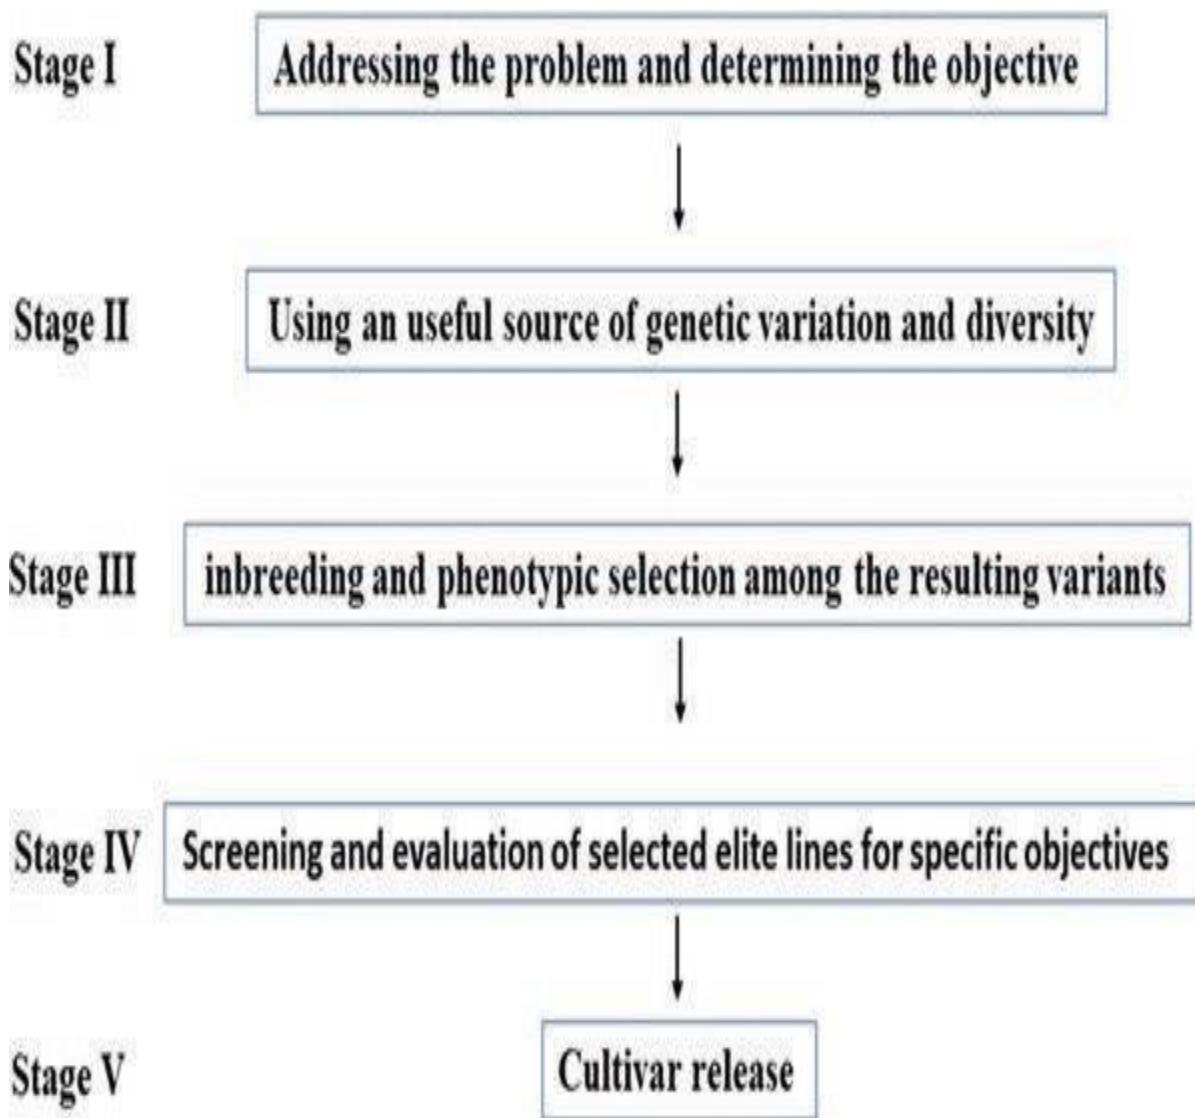 Stage I Addressing the problem and determining the objective
Stage II Using an useful source of genetic variation and diversity
Stage III inbreeding and phenotypic selection among the resulting variants
Stage IV Screening and evaluation of selected elite lines for specific objectives
Stage V Cultivar release